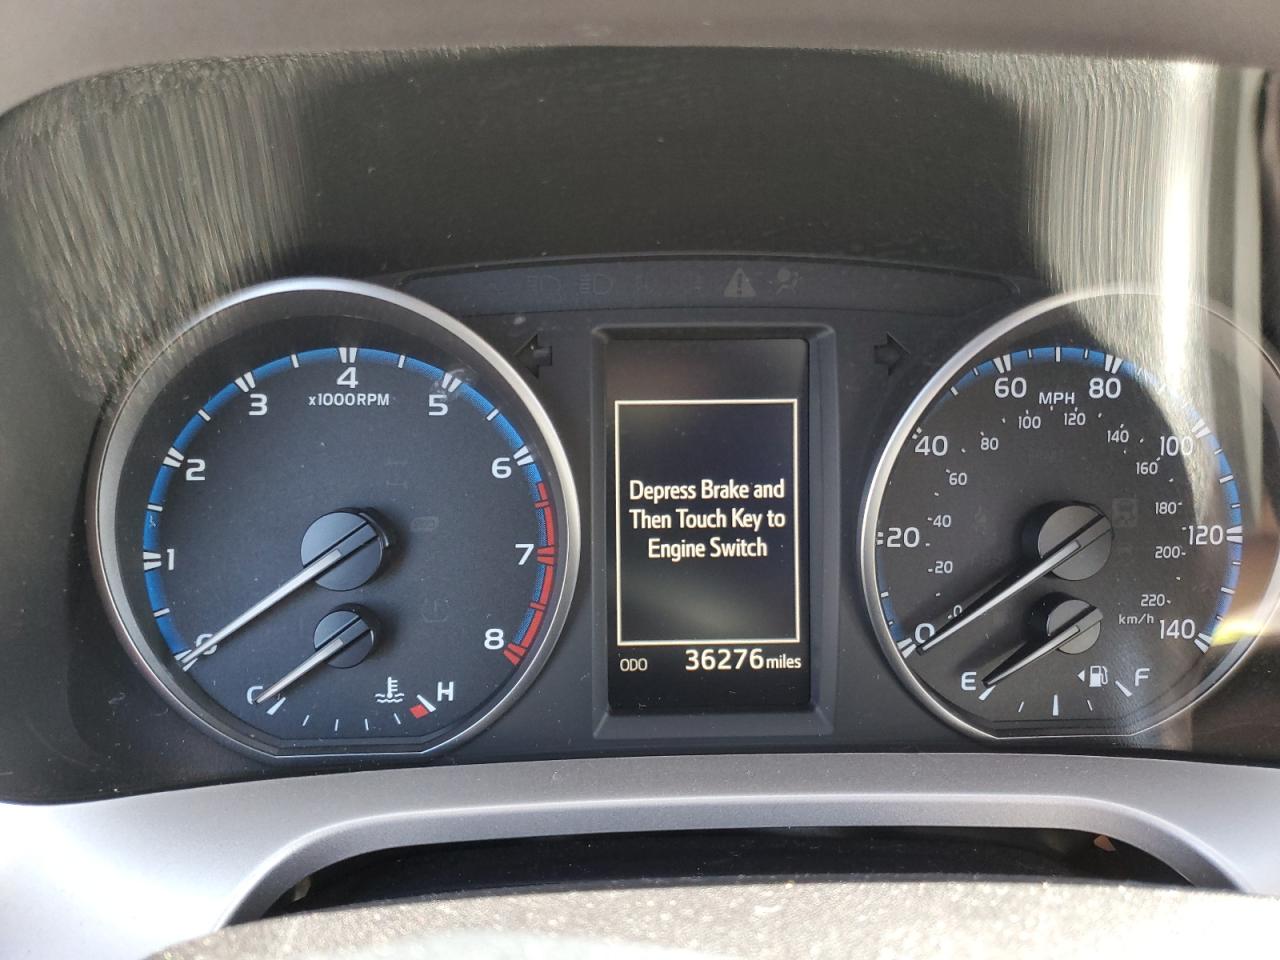 4
3
5
x1000RPM
2
6
1
7
0
8
C
H
Depress Brake and
Then Touch Key to
Engine Switch
ODO 36276 miles
60 MPH 80
100 120
40
80
140
100
60
160
40
180
20
120
20
200
0
220
0
km/h
140
E
F